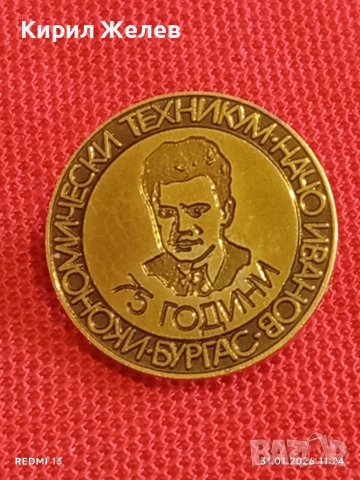 Кирил Желев
ИКОНОМИЧЕСКИ ТЕХНИКУМ·НАЧО ИВАНОВ·БУРГАС·
75 ГОДИНИ
REDMI 13
31.01.2026 11:24